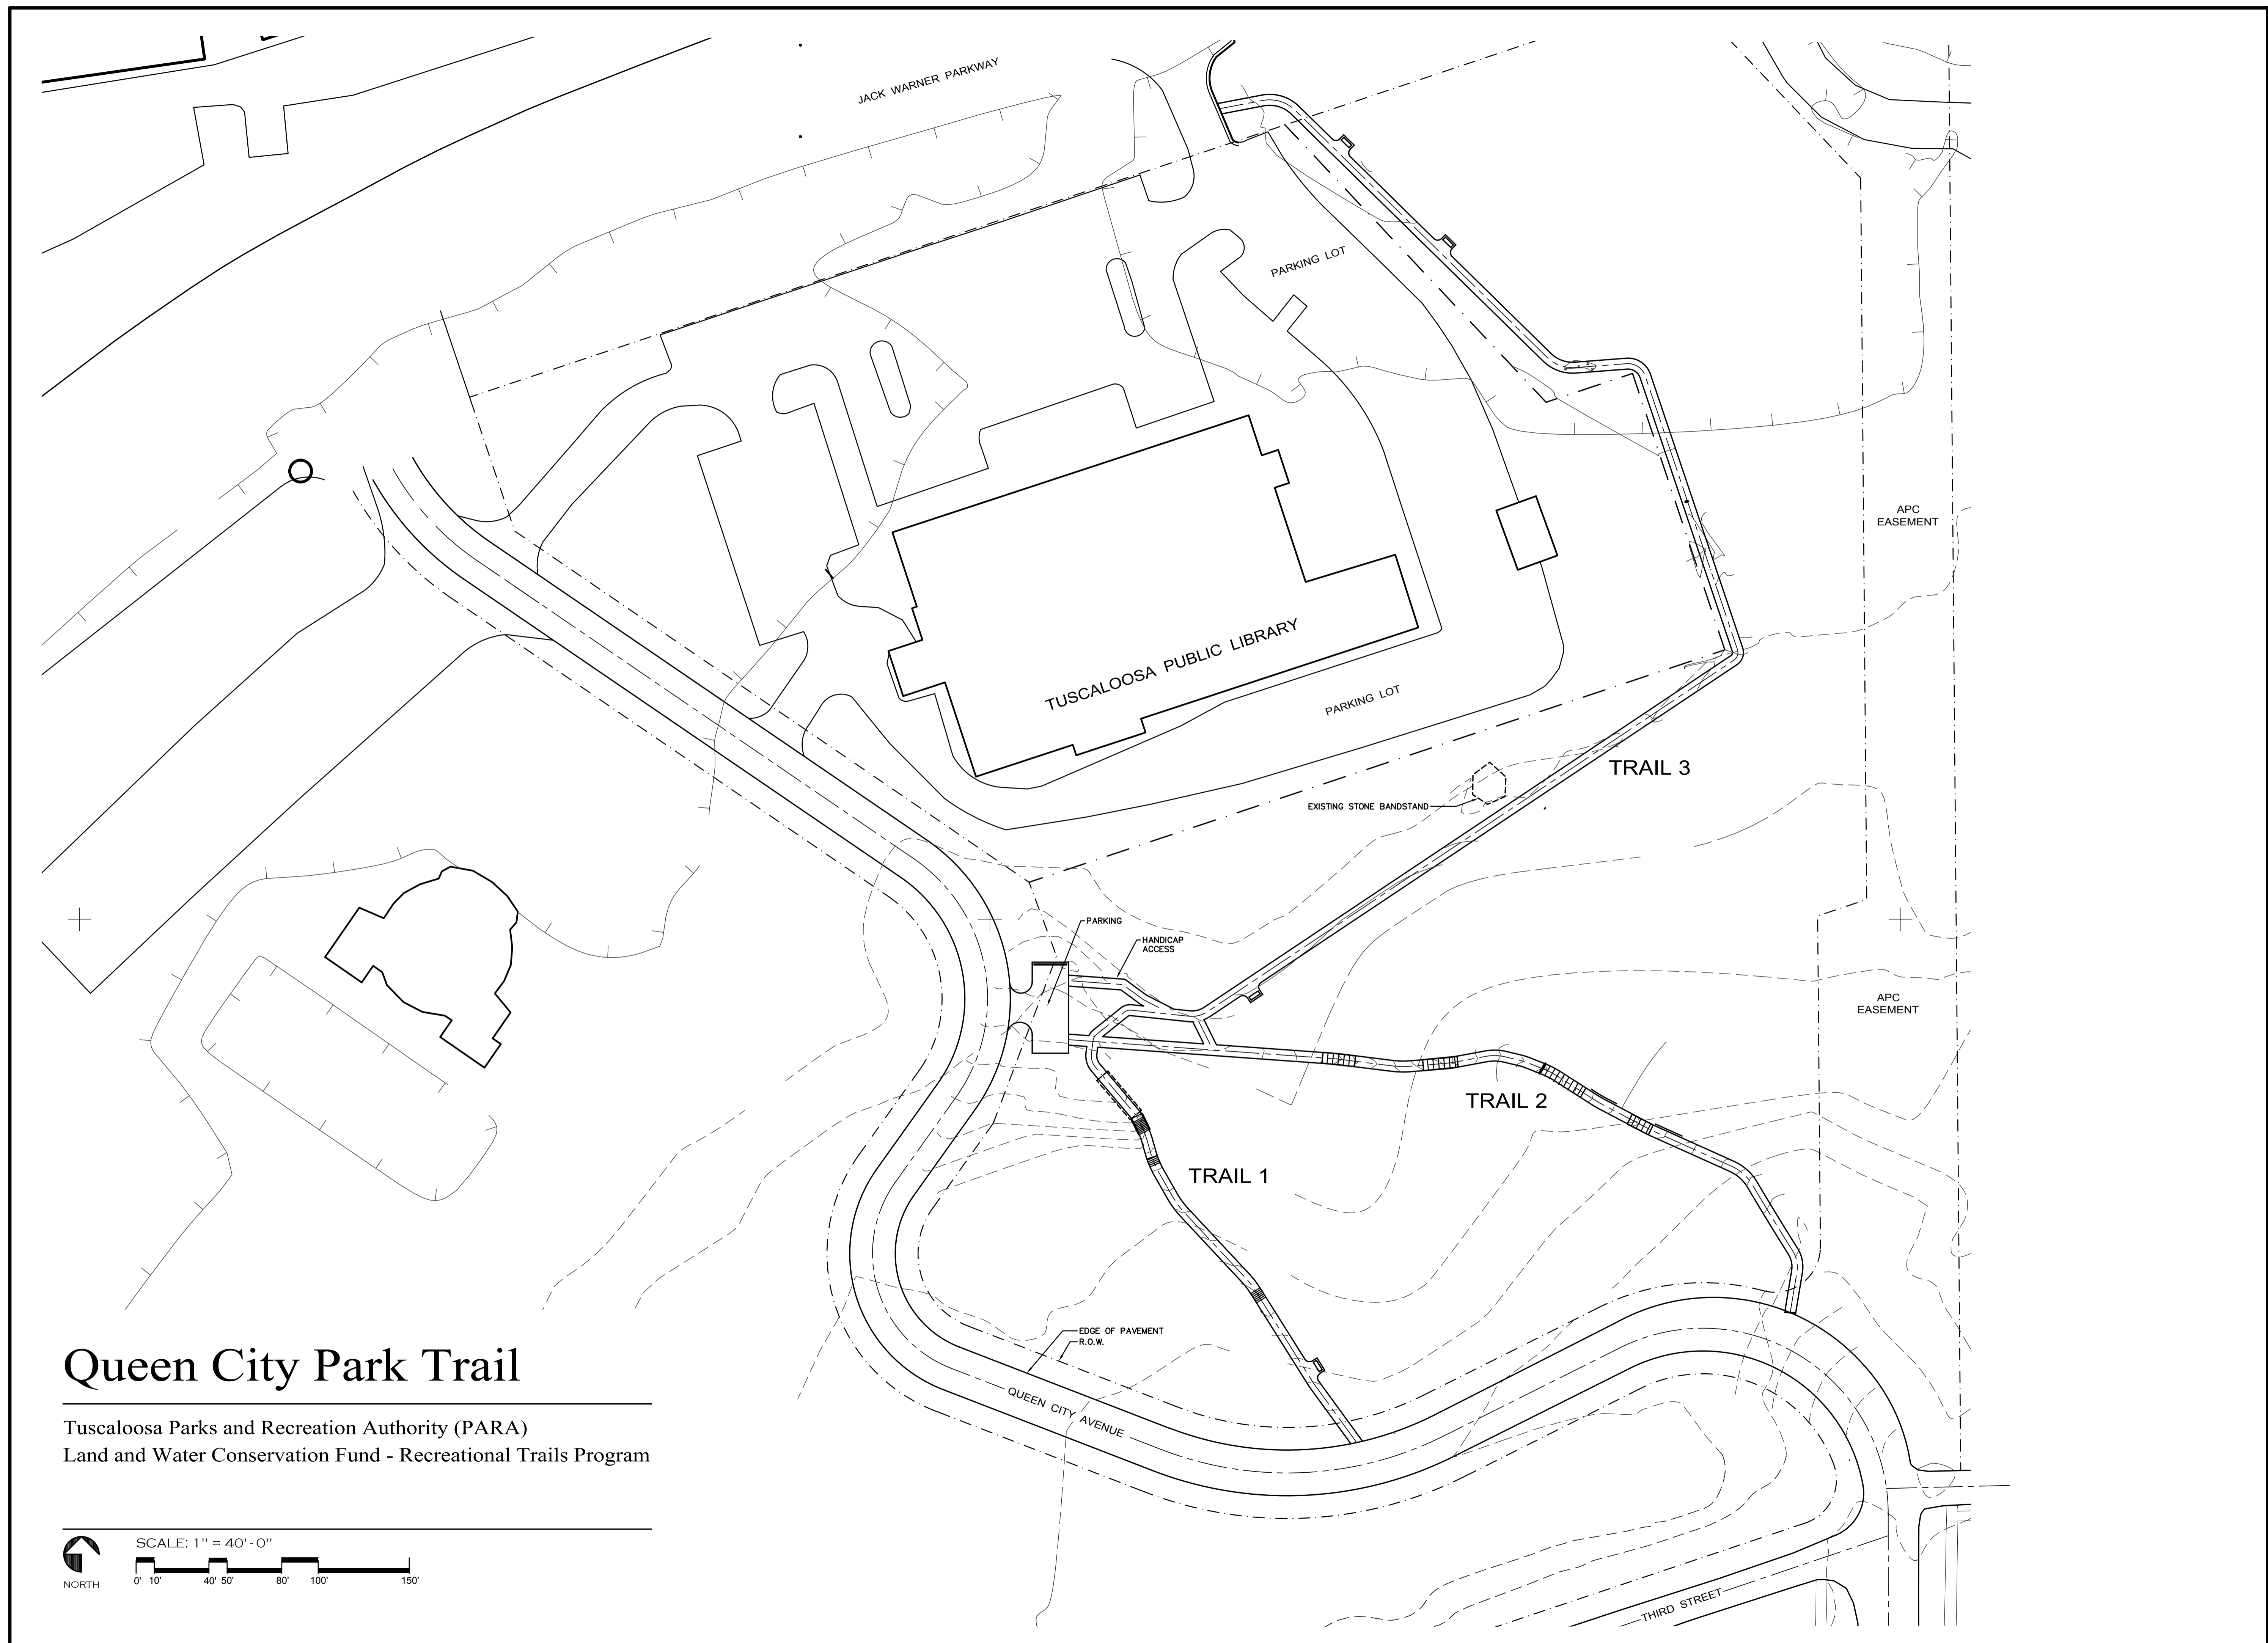 JACK WARNER PARKWAY
PARKING LOT
APC
EASEMENT
TUSCALOOSA PUBLIC LIBRARY
PARKING LOT
TRAIL 3
EXISTING STONE BANDSTAND
PARKING
HANDICAP
ACCESS
APC
EASEMENT
TRAIL 2
TRAIL 1
EDGE OF PAVEMENT
R.O.W.
QUEEN CITY AVENUE
Queen City Park Trail
Tuscaloosa Parks and Recreation Authority (PARA)
Land and Water Conservation Fund - Recreational Trails Program
SCALE: 1" = 40'-0"
0' 10' 40' 50' 80' 100' 150'
NORTH
THIRD STREET